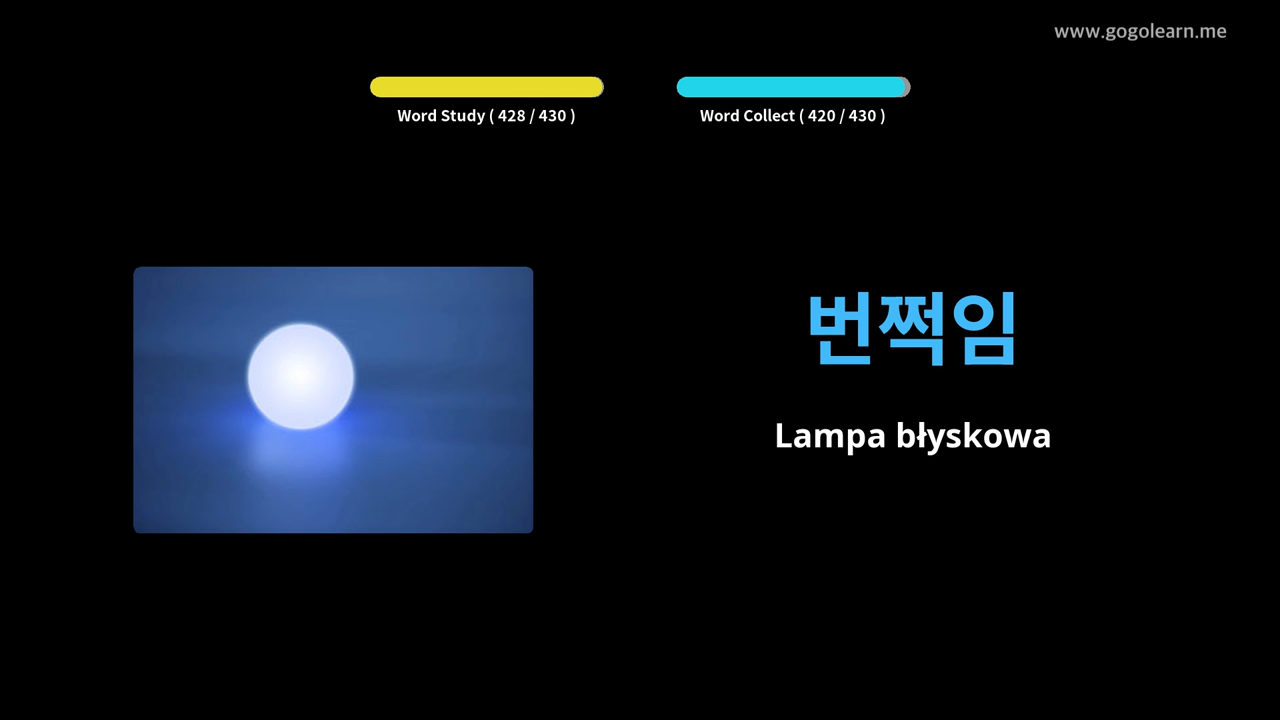 www.gogolearn.me
Word Study ( 428 / 430 )
Word Collect ( 420 / 430 )
번쩍임
Lampa błyskowa